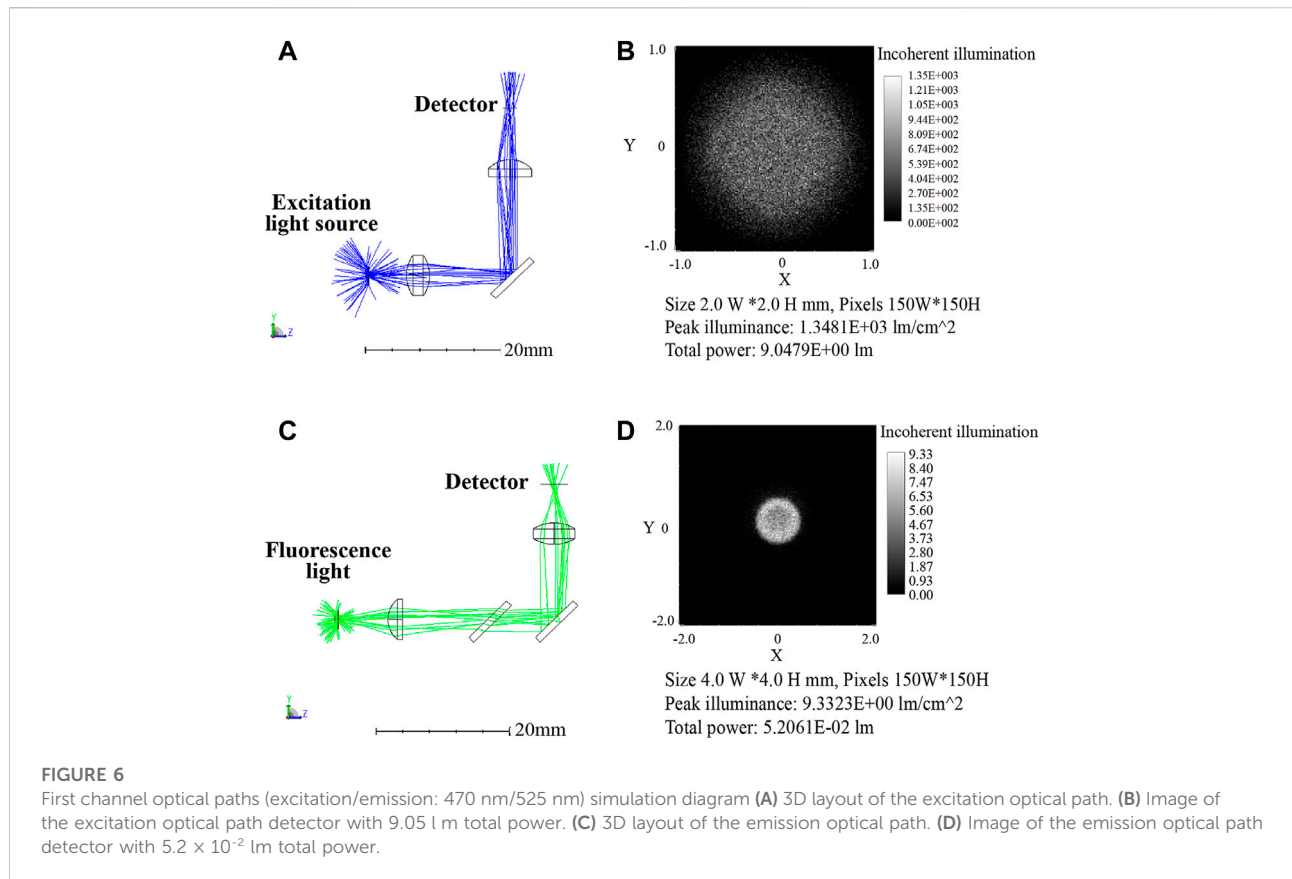 A
Detector
Excitation
light source
Y
Z
20mm
B
1.0
Y 0
-1.0
-1.0 0 1.0
X
Incoherent illumination
1.35E+003
1.21E+003
1.05E+003
9.44E+002
8.09E+002
6.74E+002
5.39E+002
4.04E+002
2.70E+002
1.35E+002
0.00E+002
Size 2.0 W *2.0 H mm, Pixels 150W*150H
Peak illuminance: 1.3481E+03 lm/cm^2
Total power: 9.0479E+00 lm
C
Detector
Fluorescence
light
Y
Z
20mm
D
2.0
Y 0
-2.0
-2.0 0 2.0
X
Incoherent illumination
9.33
8.40
7.47
6.53
5.60
4.67
3.73
2.80
1.87
0.93
0.00
Size 4.0 W *4.0 H mm, Pixels 150W*150H
Peak illuminance: 9.3323E+00 lm/cm^2
Total power: 5.2061E-02 lm
FIGURE 6
First channel optical paths (excitation/emission: 470 nm/525 nm) simulation diagram (A) 3D layout of the excitation optical path. (B) Image of
the excitation optical path detector with 9.05 l m total power. (C) 3D layout of the emission optical path. (D) Image of the emission optical path
detector with 5.2 × 10⁻² lm total power.